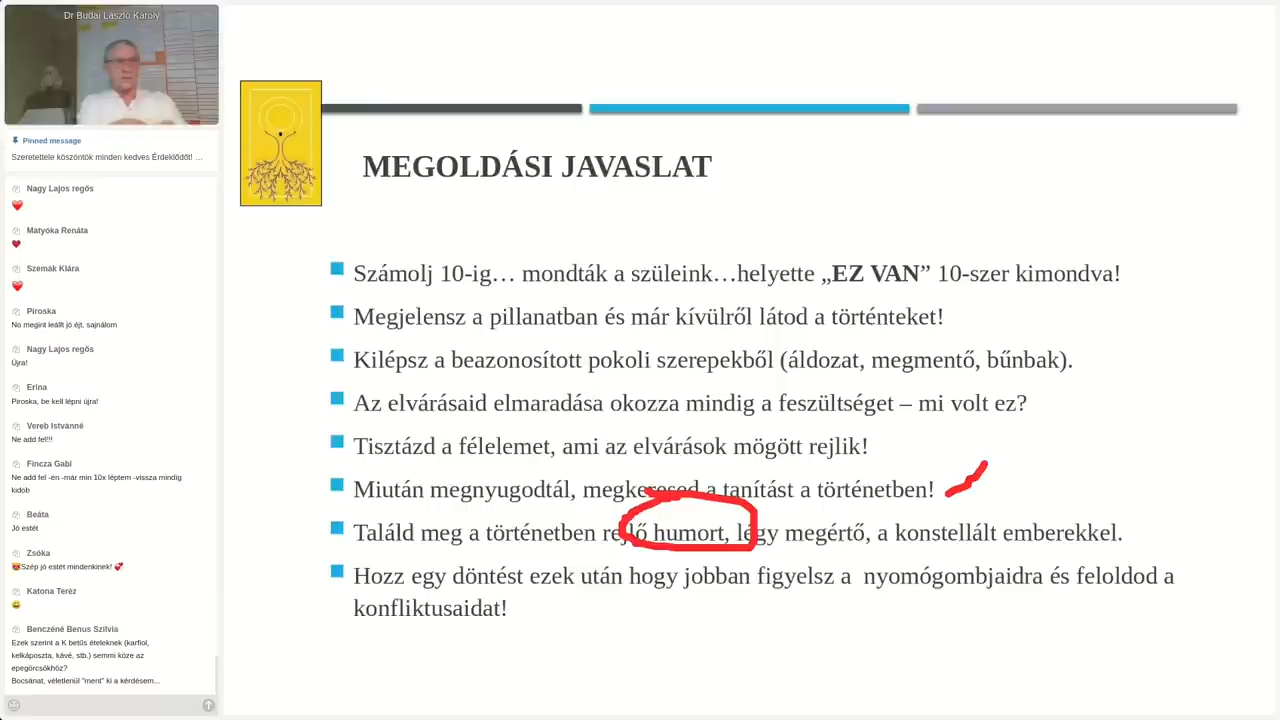 Dr Budai László Károly
Pinned message
Szeretettele köszöntök minden kedves Érdeklődőt! …
Nagy Lajos regős
Matyóka Renáta
Szemák Klára
Piroska
No megint leállt jó éjt, sajnálom
Nagy Lajos regős
Újra!
Erina
Piroska, be kell lépni újra!
Vereb Istvánné
Ne add fel!!!
Fincza Gabi
Ne add fel -én -már min 10x léptem -vissza mindig
kidob
Beáta
Jó estét
Zsóka
Szép jó estét mindenkinek!
Katona Teréz
Benczéné Benus Szilvia
Ezek szerint a K betűs ételeknek (karfiol,
kelkáposzta, kávé, stb.) semmi köze az
epegörcsökhöz?
Bocsánat, véletlenül "ment" ki a kérdésem...
MEGOLDÁSI JAVASLAT
Számolj 10-ig… mondták a szüleink…helyette „EZ VAN” 10-szer kimondva!
Megjelensz a pillanatban és már kívülről látod a történteket!
Kilépsz a beazonosított pokoli szerepekből (áldozat, megmentő, bűnbak).
Az elvárásaid elmaradása okozza mindig a feszültséget – mi volt ez?
Tisztázd a félelemet, ami az elvárások mögött rejlik!
Miután megnyugodtál, megkeresed a tanítást a történetben!
Találd meg a történetben rejlő humort, légy megértő, a konstellált emberekkel.
Hozz egy döntést ezek után hogy jobban figyelsz a  nyomógombjaidra és feloldod a
konfliktusaidat!